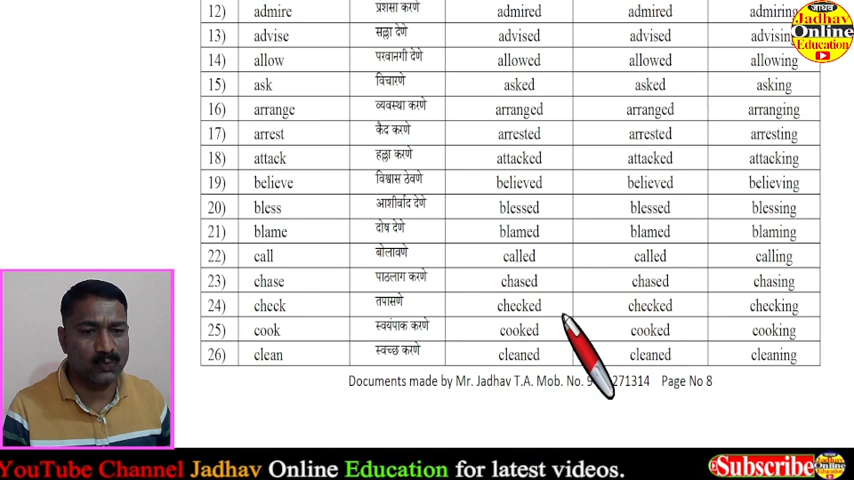 12) admire प्रशंसा करणे admired admired admiring
13) advise सल्ला देणे advised advised advising
14) allow परवानगी देणे allowed allowed allowing
15) ask विचारणे asked asked asking
16) arrange व्यवस्था करणे arranged arranged arranging
17) arrest कैद करणे arrested arrested arresting
18) attack हल्ला करणे attacked attacked attacking
19) believe विश्वास ठेवणे believed believed believing
20) bless आशीर्वाद देणे blessed blessed blessing
21) blame दोष देणे blamed blamed blaming
22) call बोलावणे called called calling
23) chase पाठलाग करणे chased chased chasing
24) check तपासणे checked checked checking
25) cook स्वयंपाक करणे cooked cooked cooking
26) clean स्वच्छ करणे cleaned cleaned cleaning
Documents made by Mr. Jadhav T.A. Mob. No. Page No 8
जाधव
Jadhav
Online
Education
YouTube Channel Jadhav Online Education for latest videos.
Subscribe